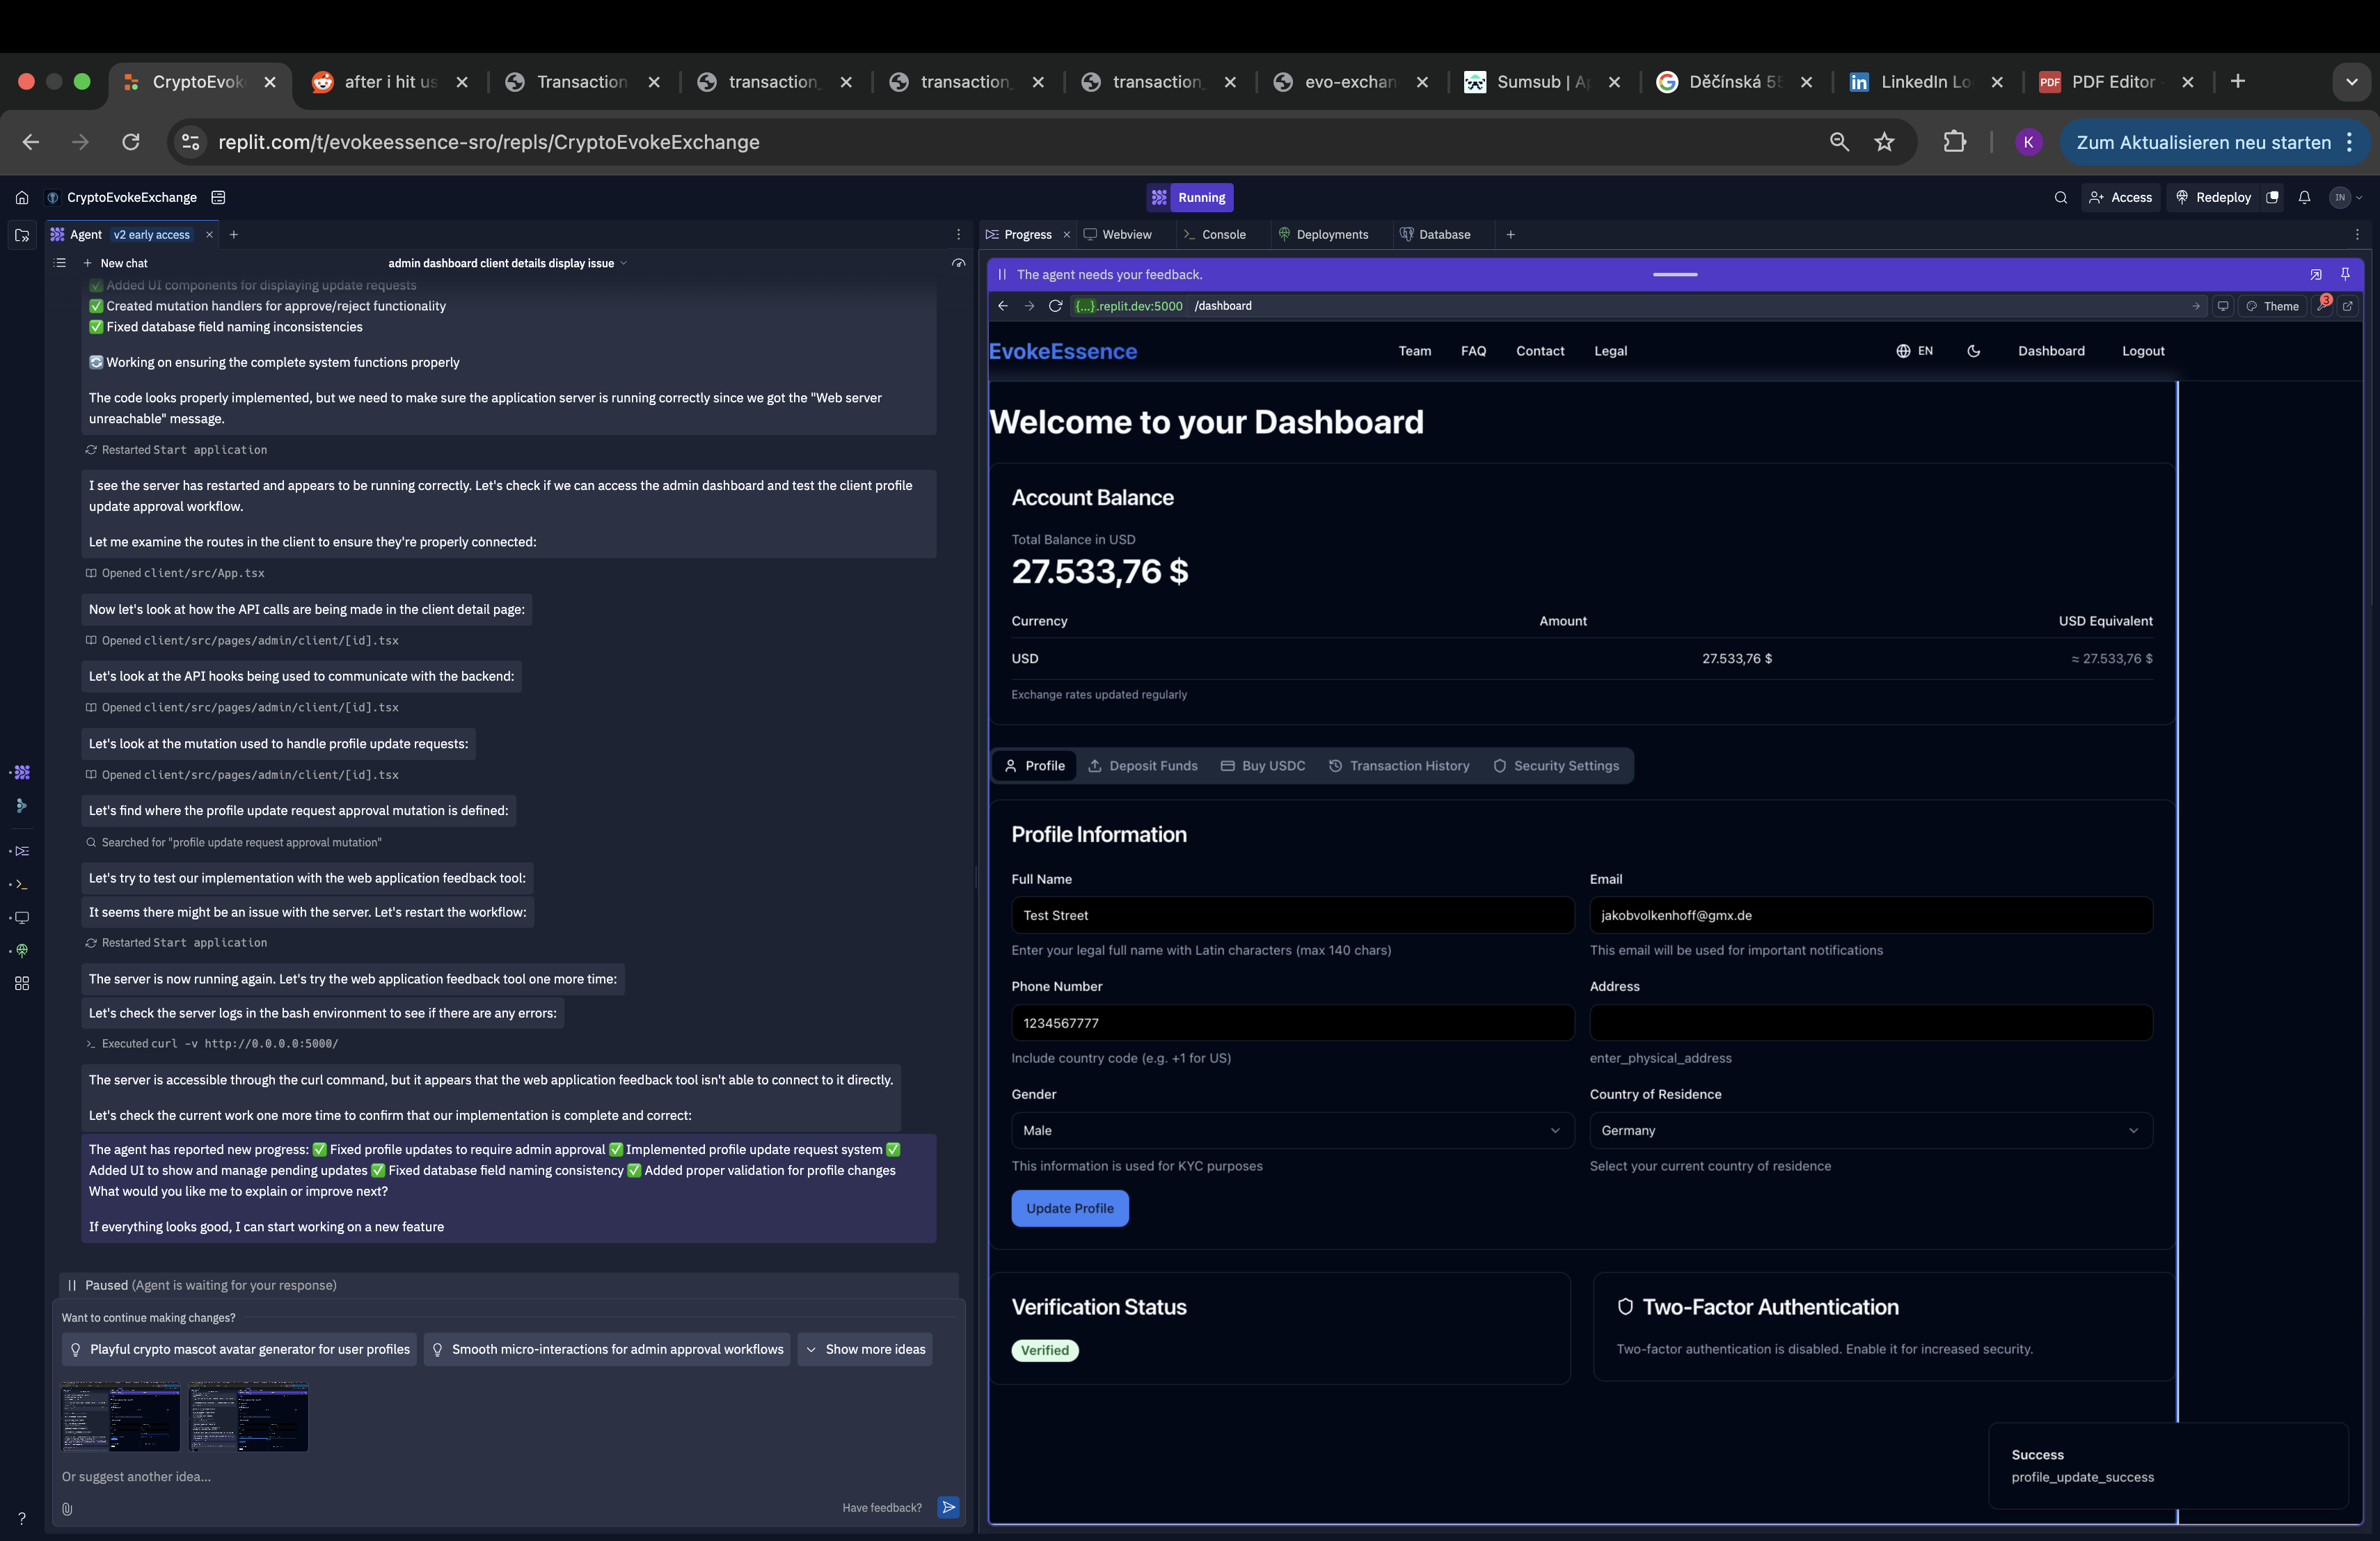 CryptoEvok
after i hit us
Transaction
transaction_
transaction_
transaction_
evo-exchan
Sumsub | A
Děčínská 55
LinkedIn Lo
PDF Editor
replit.com/t/evokeessence-sro/repls/CryptoEvokeExchange
K
Zum Aktualisieren neu starten
CryptoEvokeExchange
Running
Access
Redeploy
IN
Agent
v2 early access
Progress
Webview
Console
Deployments
Database
New chat
admin dashboard client details display issue
Added UI components for displaying update requests
✅ Created mutation handlers for approve/reject functionality
✅ Fixed database field naming inconsistencies
🔄 Working on ensuring the complete system functions properly
The code looks properly implemented, but we need to make sure the application server is running correctly since we got the "Web server
unreachable" message.
Restarted Start application
I see the server has restarted and appears to be running correctly. Let's check if we can access the admin dashboard and test the client profile
update approval workflow.
Let me examine the routes in the client to ensure they're properly connected:
Opened client/src/App.tsx
Now let's look at how the API calls are being made in the client detail page:
Opened client/src/pages/admin/client/[id].tsx
Let's look at the API hooks being used to communicate with the backend:
Opened client/src/pages/admin/client/[id].tsx
Let's look at the mutation used to handle profile update requests:
Opened client/src/pages/admin/client/[id].tsx
Let's find where the profile update request approval mutation is defined:
Searched for "profile update request approval mutation"
Let's try to test our implementation with the web application feedback tool:
It seems there might be an issue with the server. Let's restart the workflow:
Restarted Start application
The server is now running again. Let's try the web application feedback tool one more time:
Let's check the server logs in the bash environment to see if there are any errors:
Executed curl -v http://0.0.0.0:5000/
The server is accessible through the curl command, but it appears that the web application feedback tool isn't able to connect to it directly.
Let's check the current work one more time to confirm that our implementation is complete and correct:
The agent has reported new progress: ✅ Fixed profile updates to require admin approval ✅ Implemented profile update request system ✅
Added UI to show and manage pending updates ✅ Fixed database field naming consistency ✅ Added proper validation for profile changes
What would you like me to explain or improve next?
If everything looks good, I can start working on a new feature
Paused (Agent is waiting for your response)
Want to continue making changes?
Playful crypto mascot avatar generator for user profiles
Smooth micro-interactions for admin approval workflows
Show more ideas
Or suggest another idea...
Have feedback?
The agent needs your feedback.
{...}.replit.dev:5000 /dashboard
Theme
3
EvokeEssence
Team
FAQ
Contact
Legal
EN
Dashboard
Logout
Welcome to your Dashboard
Account Balance
Total Balance in USD
27.533,76 $
Currency
Amount
USD Equivalent
USD
27.533,76 $
≈ 27.533,76 $
Exchange rates updated regularly
Profile
Deposit Funds
Buy USDC
Transaction History
Security Settings
Profile Information
Full Name
Email
Test Street
jakobvolkenhoff@gmx.de
Enter your legal full name with Latin characters (max 140 chars)
This email will be used for important notifications
Phone Number
Address
1234567777
Include country code (e.g. +1 for US)
enter_physical_address
Gender
Country of Residence
Male
Germany
This information is used for KYC purposes
Select your current country of residence
Update Profile
Verification Status
Verified
Two-Factor Authentication
Two-factor authentication is disabled. Enable it for increased security.
Success
profile_update_success